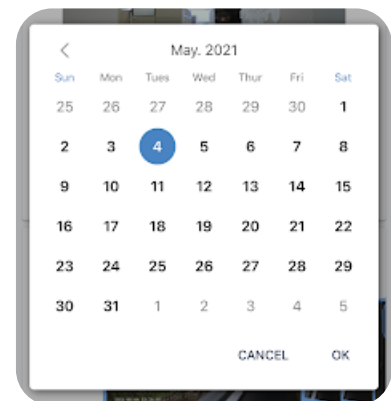 May. 2021
Sun Mon Tues Wed Thur Fri Sat
25 26 27 28 29 30 1
2 3 4 5 6 7 8
9 10 11 12 13 14 15
16 17 18 19 20 21 22
23 24 25 26 27 28 29
30 31 1 2 3 4 5
CANCEL OK